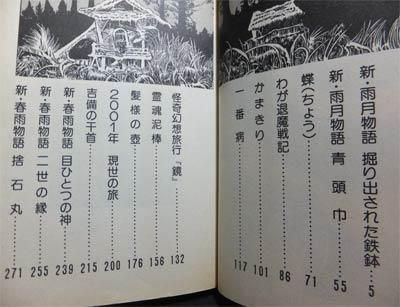 新・雨月物語 掘り出された鉄鉢……5
新・雨月物語 青頭巾……55
蝶(ちょう)……71
わが退魔戦記……86
かまきり……101
一番病……117
怪奇幻想旅行「鏡」……132
霊魂泥棒……156
髪様の壺……176
2001年 現世の旅……200
吉備の干首……215
新・春雨物語 目ひとつの神……239
新・春雨物語 二世の縁……255
新・春雨物語 捨石丸……271